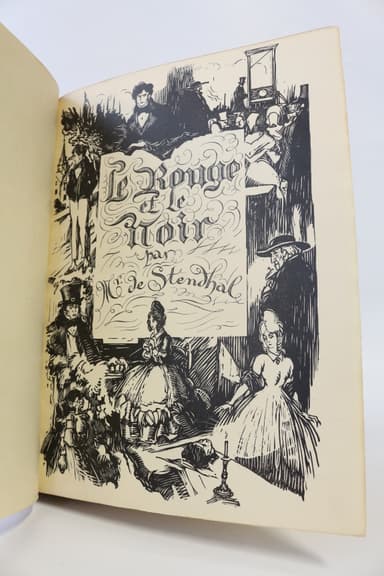 Le Rouge
et le
noir
par
Mr. de Stendhal